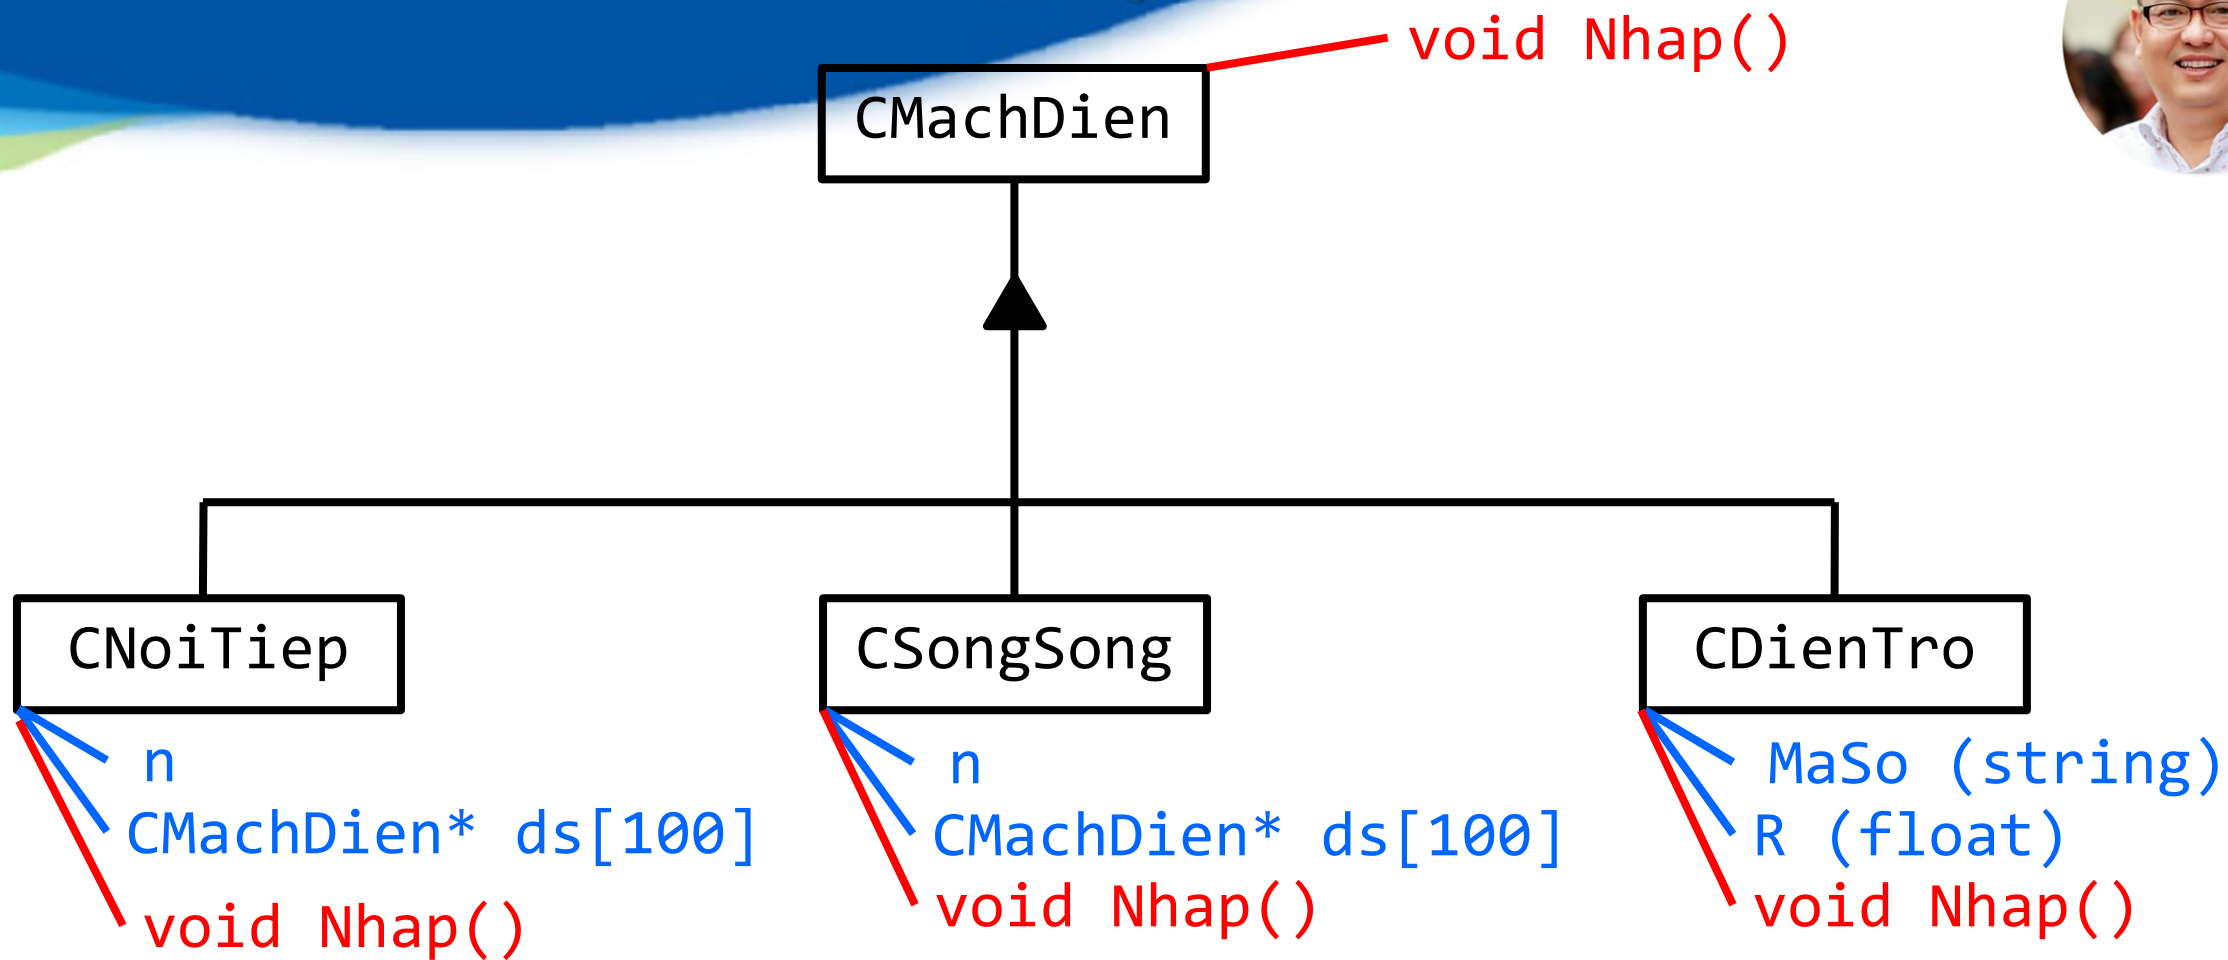 void Nhap()
CMachDien
CNoiTiep
n
CMachDien* ds[100]
void Nhap()
CSongSong
n
CMachDien* ds[100]
void Nhap()
CDienTro
MaSo (string)
R (float)
void Nhap()